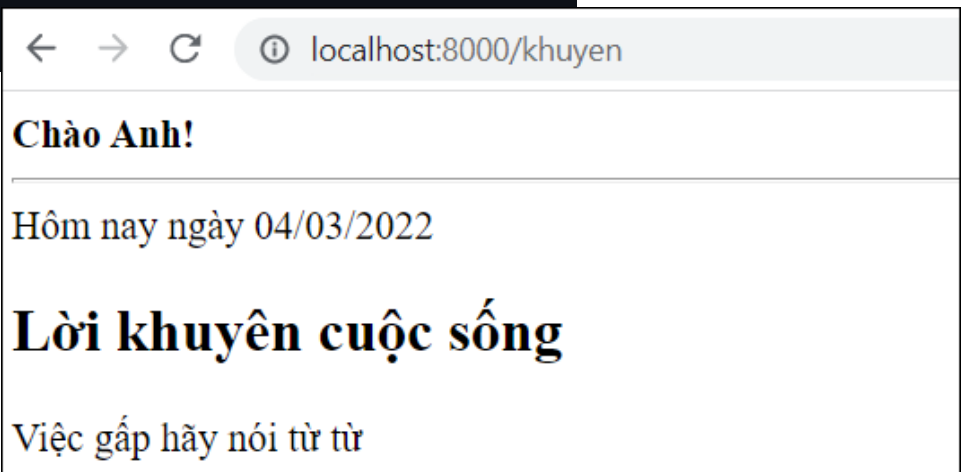 localhost:8000/khuyen
Chào Anh!
Hôm nay ngày 04/03/2022
Lời khuyên cuộc sống
Việc gấp hãy nói từ từ